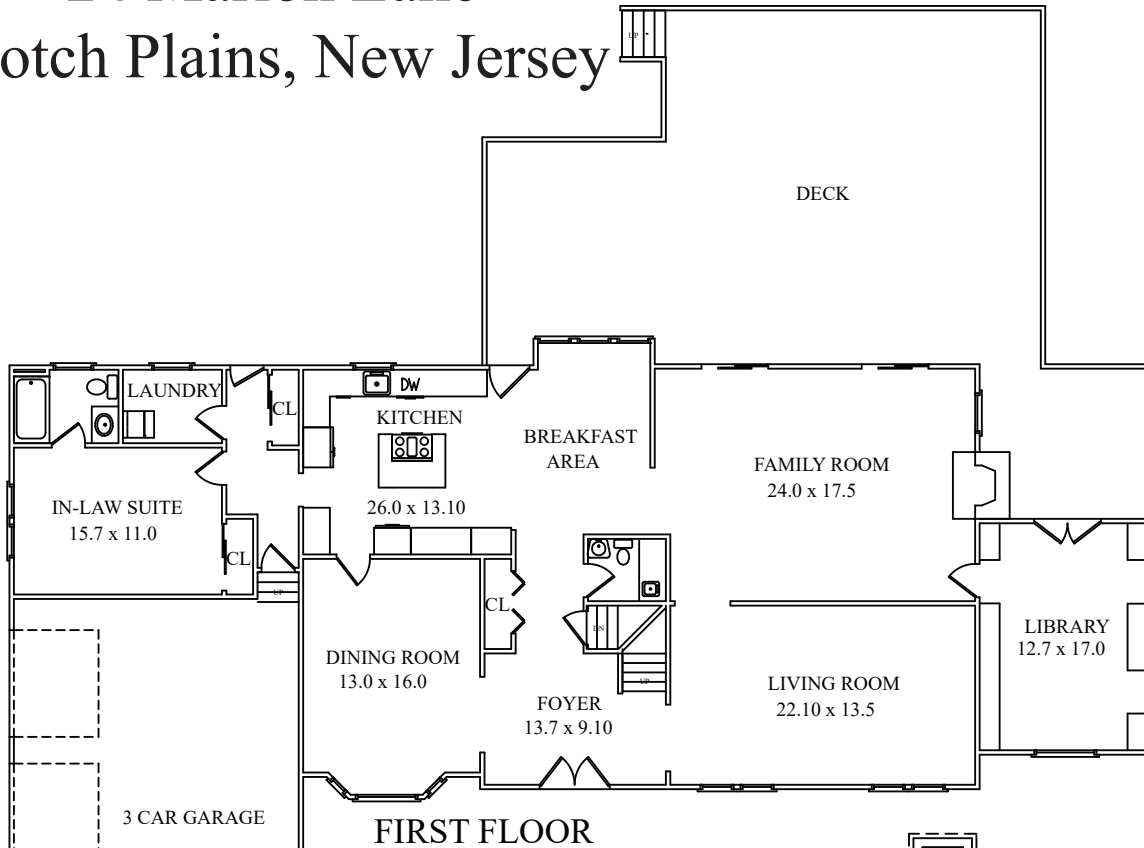 otch Plains, New Jersey
UP
DECK
LAUNDRY
CL
DW
KITCHEN
BREAKFAST
AREA
FAMILY ROOM
24.0 x 17.5
IN-LAW SUITE
15.7 x 11.0
26.0 x 13.10
CL
UP
CL
DN
LIBRARY
12.7 x 17.0
DINING ROOM
13.0 x 16.0
UP
LIVING ROOM
22.10 x 13.5
FOYER
13.7 x 9.10
3 CAR GARAGE
FIRST FLOOR